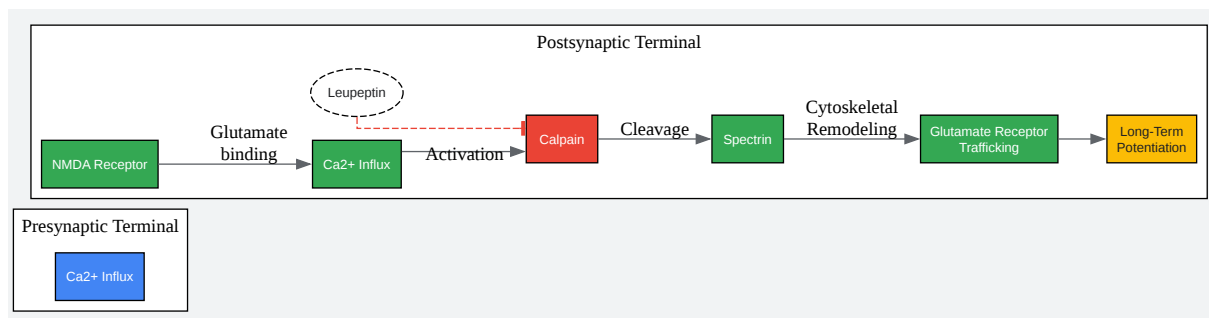 Postsynaptic Terminal
Leupeptin
NMDA Receptor
Glutamate
binding
Ca2+ Influx
Activation
Calpain
Cleavage
Spectrin
Cytoskeletal
Remodeling
Glutamate Receptor
Trafficking
Long-Term
Potentiation
Presynaptic Terminal
Ca2+ Influx